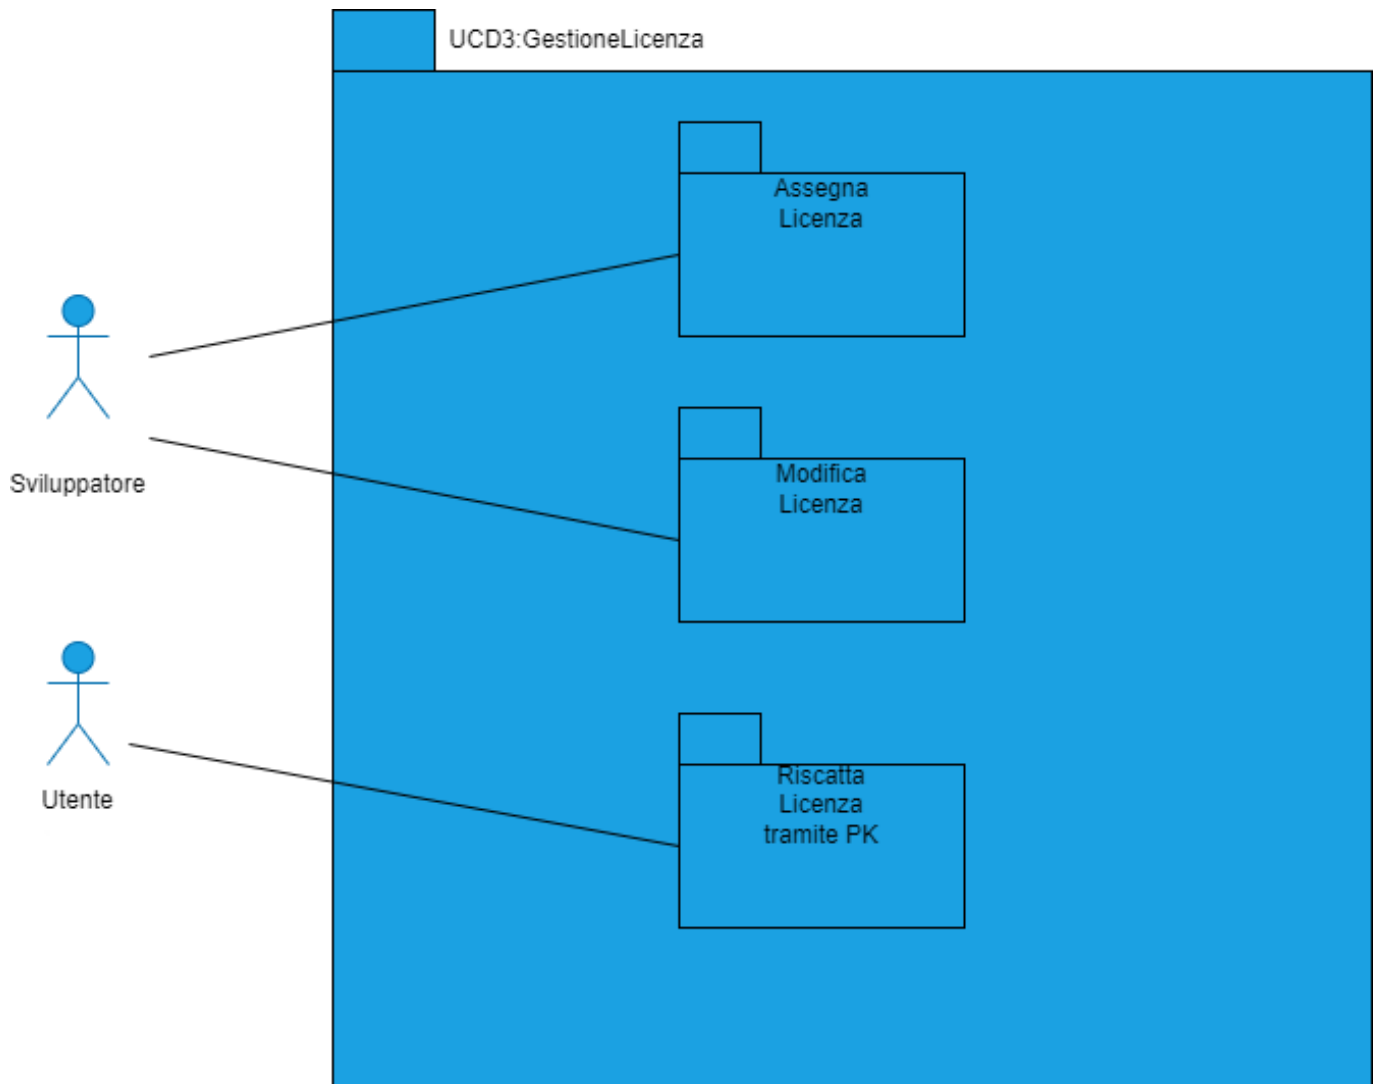 UCD3:GestioneLicenza
Assegna
Licenza
Sviluppatore
Modifica
Licenza
Utente
Riscatta
Licenza
tramite PK